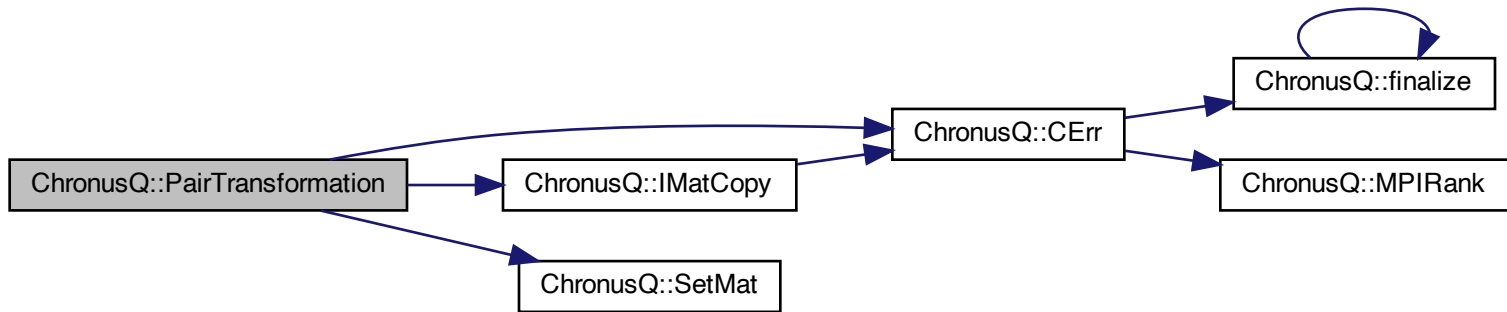 ChronusQ::PairTransformation
ChronusQ::IMatCopy
ChronusQ::SetMat
ChronusQ::CErr
ChronusQ::finalize
ChronusQ::MPIRank